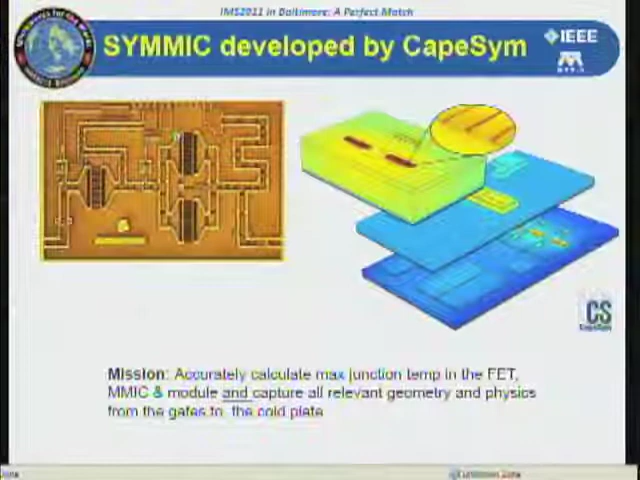 IMS2011 in Baltimore: A Perfect Match
SYMMIC developed by CapeSym
IEEE
CS
CapeSym
Mission: Accurately calculate max junction temp in the FET,
MMIC & module and capture all relevant geometry and physics
from the gates to the cold plate